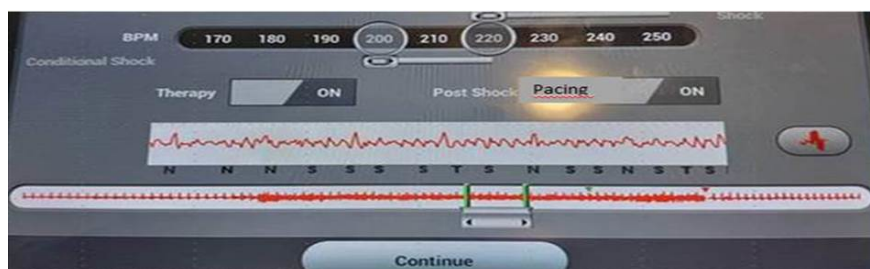 Shock
BPM 170 180 190 200 210 220 230 240 250
Conditional Shock
Therapy ON Post Shock Pacing ON
N N N S S S S T S N S S N S T S
Continue